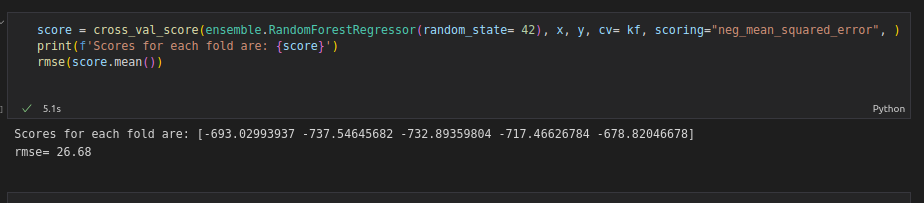 score = cross_val_score(ensemble.RandomForestRegressor(random_state= 42), x, y, cv= kf, scoring="neg_mean_squared_error", )
print(f'Scores for each fold are: {score}')
rmse(score.mean())
5.1s
Python
Scores for each fold are: [-693.02993937 -737.54645682 -732.89359804 -717.46626784 -678.82046678]
rmse= 26.68